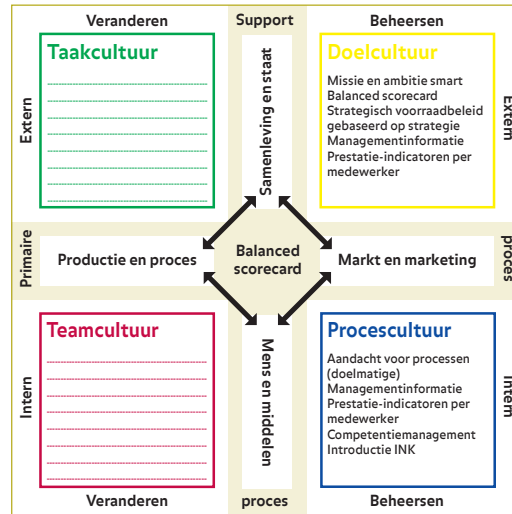 Veranderen
Support
Beheersen
Taakcultuur
Extern
Samenleving en staat
Doelcultuur
Missie en ambitie smart
Balanced scorecard
Strategisch voorraadbeleid
gebaseerd op strategie
Managementinformatie
Prestatie-indicatoren per
medewerker
Extern
Primaire
Productie en proces
Balanced
scorecard
Markt en marketing
proces
Teamcultuur
Intern
Mens en middelen
Procescultuur
Aandacht voor processen
(doelmatige)
Managementinformatie
Prestatie-indicatoren per
medewerker
Competentiemanagement
Introductie INK
Intern
Veranderen
proces
Beheersen